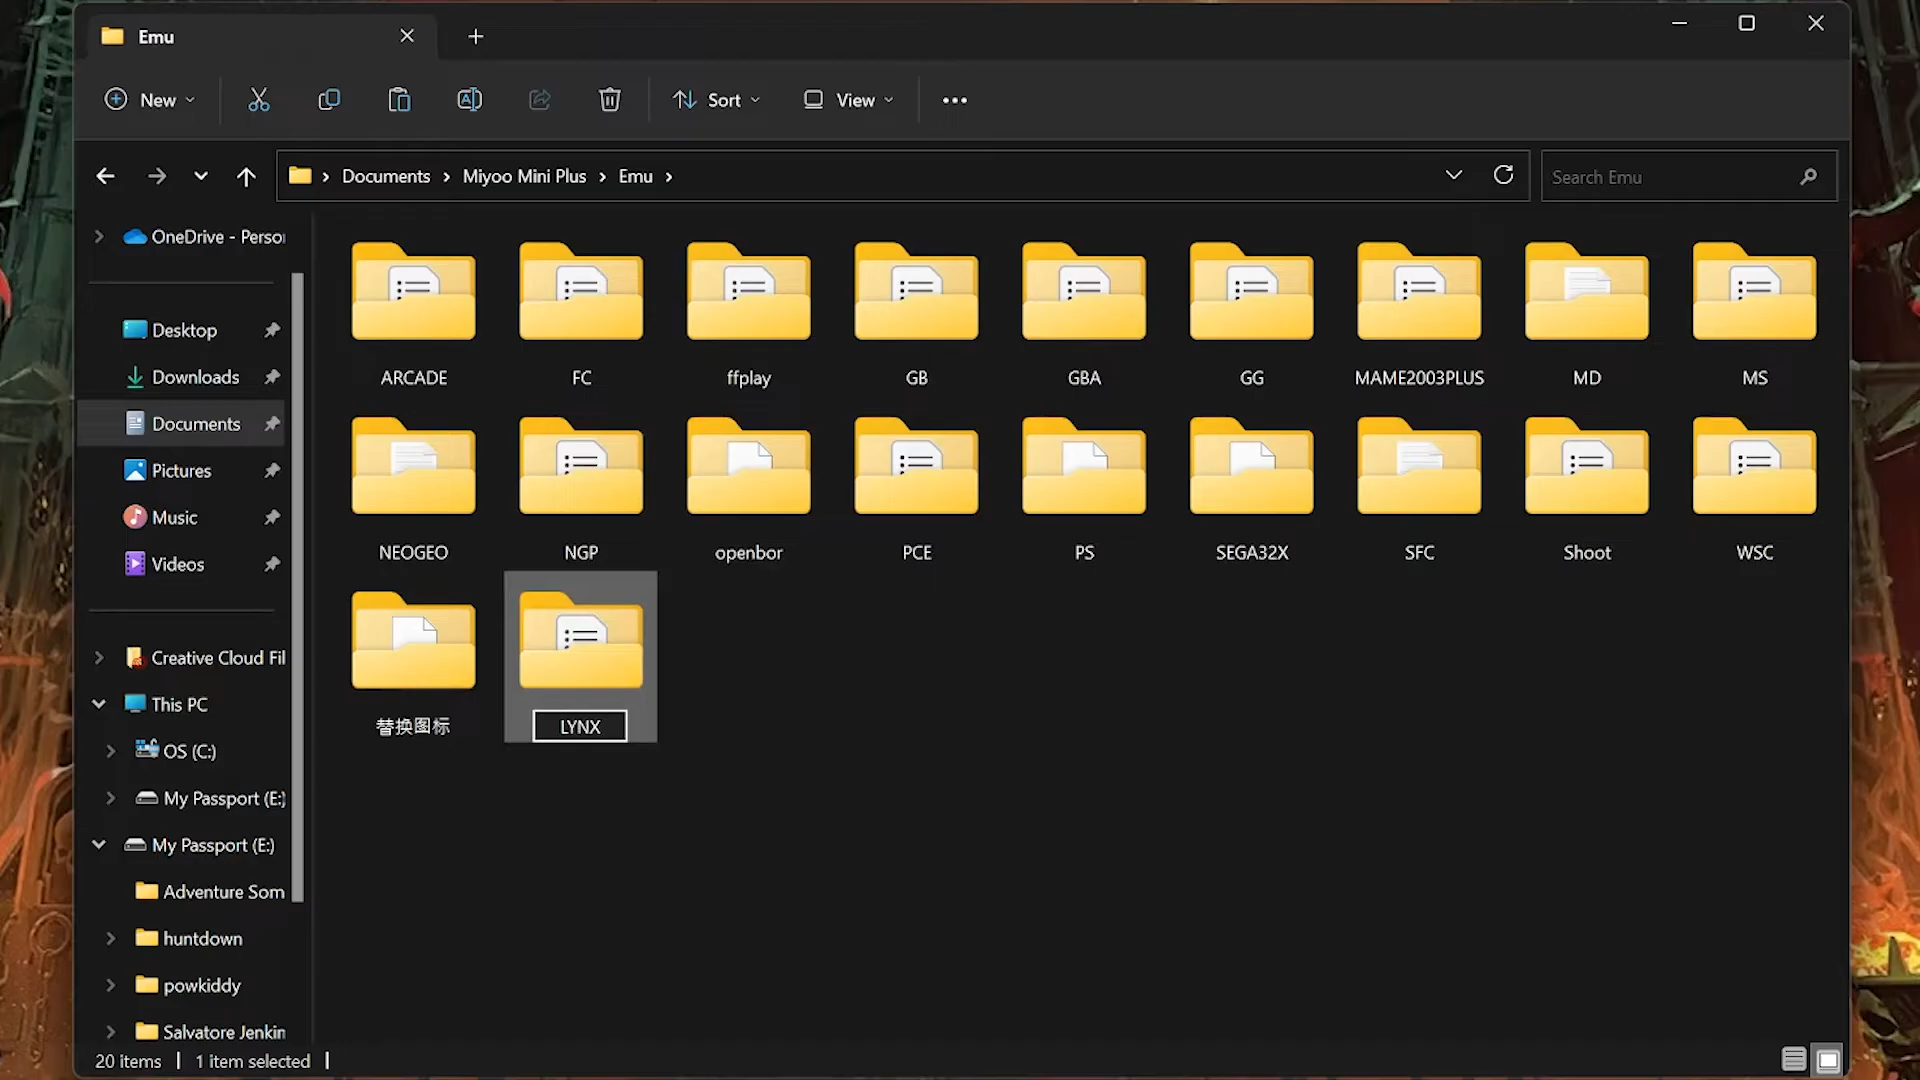 Emu
New
Sort
View
Documents
Miyoo Mini Plus
Emu
Search Emu
OneDrive - Persor
Desktop
Downloads
Documents
Pictures
Music
Videos
Creative Cloud Fil
This PC
OS (C:)
My Passport (E:)
My Passport (E:)
Adventure Som
huntdown
powkiddy
Salvatore Jenkin
ARCADE
FC
ffplay
GB
GBA
GG
MAME2003PLUS
MD
MS
NEOGEO
NGP
openbor
PCE
PS
SEGA32X
SFC
Shoot
WSC
替换图标
LYNX
20 items
1 item selected